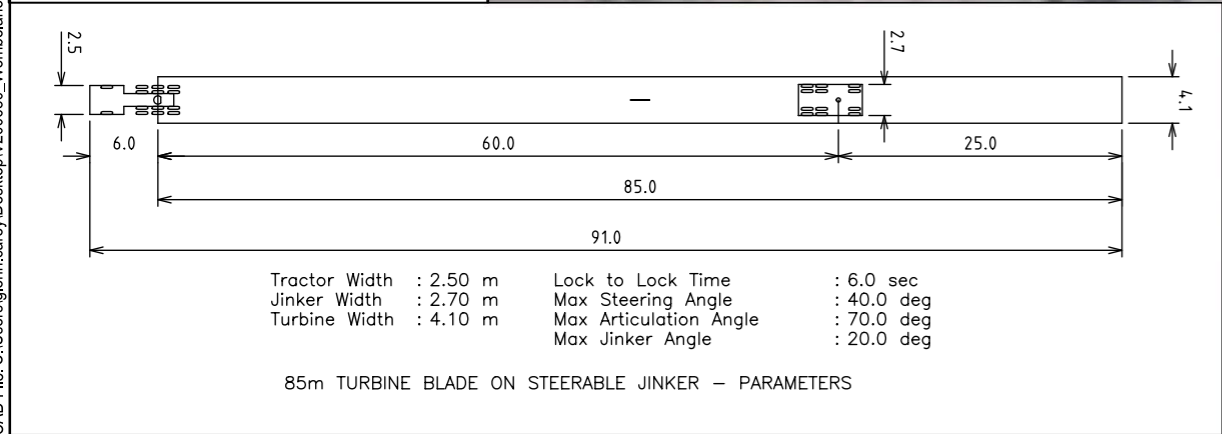 2.5
2.7
4.1
6.0
60.0
25.0
85.0
91.0
Tractor Width : 2.50 m
Jinker Width : 2.70 m
Turbine Width : 4.10 m
Lock to Lock Time : 6.0 sec
Max Steering Angle : 40.0 deg
Max Articulation Angle : 70.0 deg
Max Jinker Angle : 20.0 deg
85m TURBINE BLADE ON STEERABLE JINKER – PARAMETERS